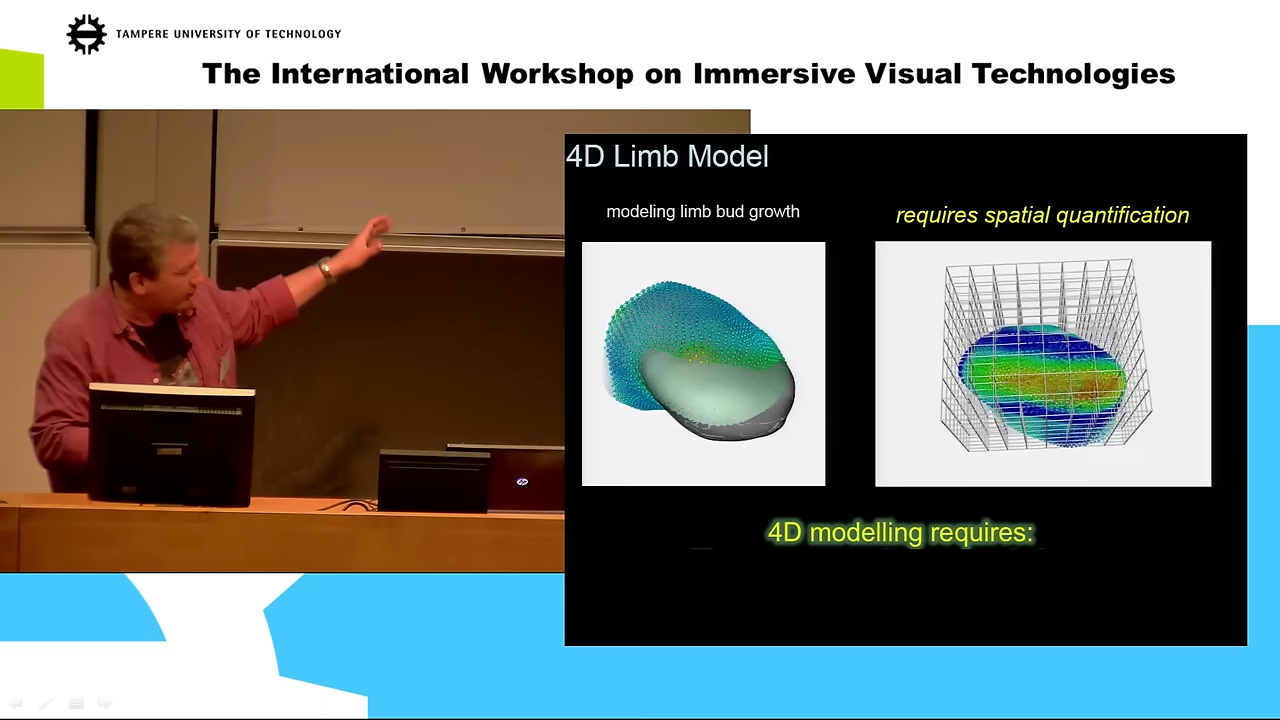 TAMPERE UNIVERSITY OF TECHNOLOGY
The International Workshop on Immersive Visual Technologies
4D Limb Model
modeling limb bud growth
requires spatial quantification
hp
4D modelling requires: